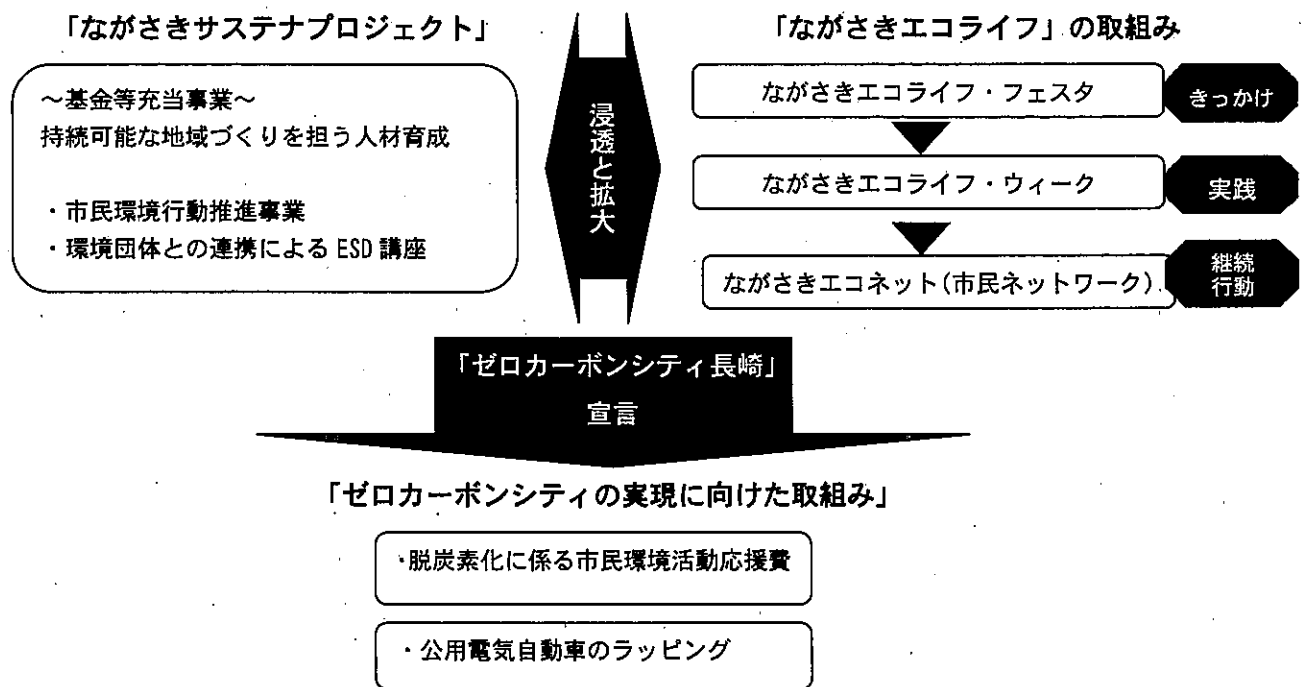 「ながさきサステナプロジェクト」
～基金等充当事業～
持続可能な地域づくりを担う人材育成
・市民環境行動推進事業
・環境団体との連携による ESD 講座
浸透と拡大
「ながさきエコライフ」の取組み
ながさきエコライフ・フェスタ
きっかけ
ながさきエコライフ・ウィーク
実践
ながさきエコネット(市民ネットワーク)
継続
行動
「ゼロカーボンシティ長崎」
宣言
「ゼロカーボンシティの実現に向けた取組み」
・脱炭素化に係る市民環境活動応援費
・公用電気自動車のラッピング